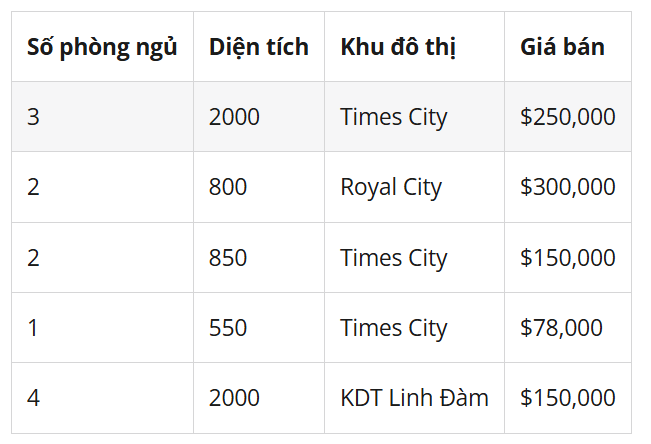 Số phòng ngủ Diện tích Khu đô thị Giá bán
3 2000 Times City $250,000
2 800 Royal City $300,000
2 850 Times City $150,000
1 550 Times City $78,000
4 2000 KDT Linh Đàm $150,000